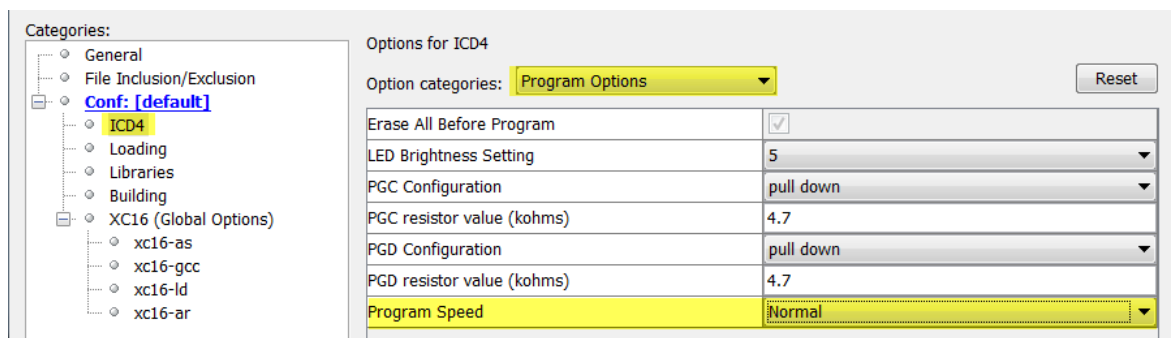 Categories:
General
File Inclusion/Exclusion
Conf: [default]
ICD4
Loading
Libraries
Building
XC16 (Global Options)
xc16-as
xc16-gcc
xc16-ld
xc16-ar
Options for ICD4
Option categories: Program Options Reset
Erase All Before Program
LED Brightness Setting 5
PGC Configuration pull down
PGC resistor value (kohms) 4.7
PGD Configuration pull down
PGD resistor value (kohms) 4.7
Program Speed Normal